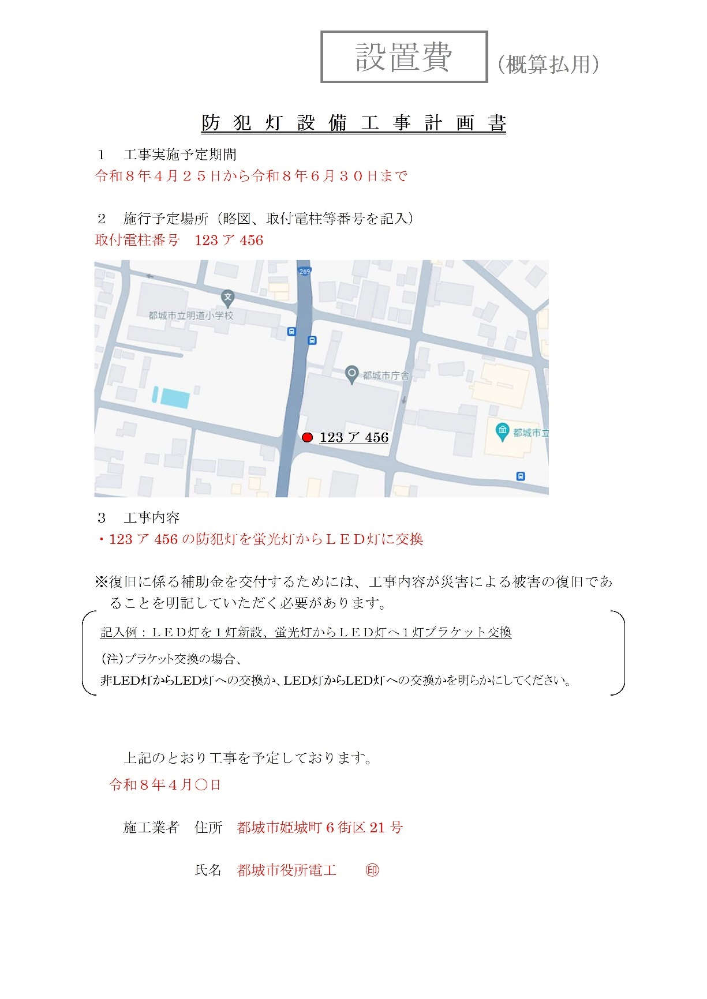 設置費
（概算払用）
防犯灯設備工事計画書
１　工事実施予定期間
令和８年４月２５日から令和８年６月３０日まで
２　施行予定場所（略図、取付電柱等番号を記入）
取付電柱番号　123 ア 456
269
都城市立明道小学校
都城市庁舎
都城市立
123 ア 456
３　工事内容
・123 ア 456 の防犯灯を蛍光灯からＬＥＤ灯に交換
※復旧に係る補助金を交付するためには、工事内容が災害による被害の復旧であ
ることを明記していただく必要があります。
記入例：ＬＥＤ灯を１灯新設、蛍光灯からＬＥＤ灯へ１灯ブラケット交換
（注）ブラケット交換の場合、
非LED灯からLED灯への交換か、LED灯からLED灯への交換かを明らかにしてください。
上記のとおり工事を予定しております。
令和８年４月〇日
施工業者　住所　都城市姫城町 6 街区 21 号
氏名　都城市役所電工　　㊞